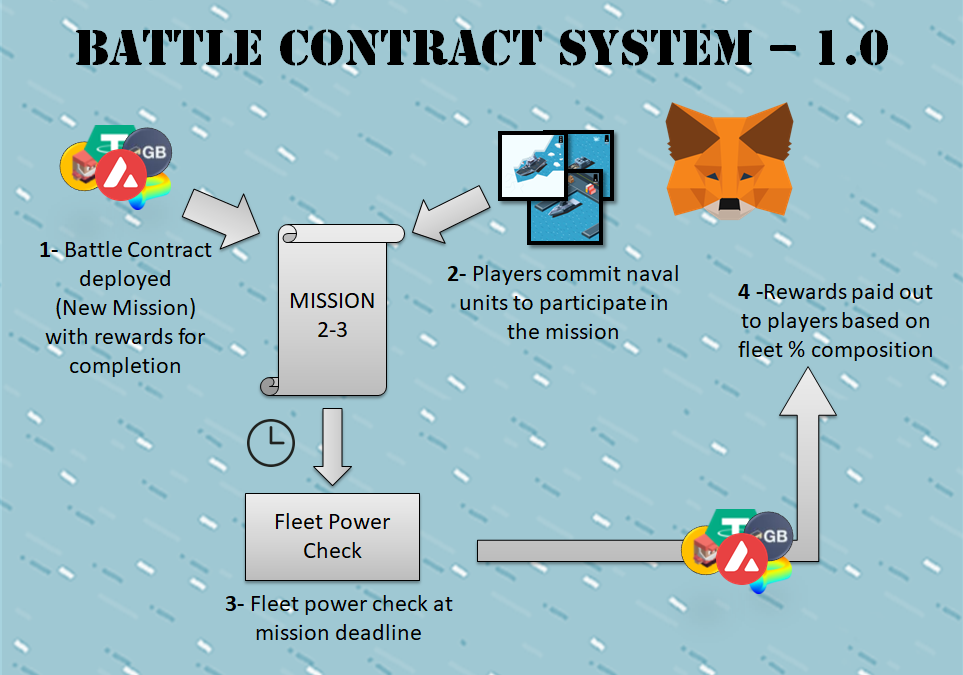 BATTLE CONTRACT SYSTEM – 1.0
GB
1- Battle Contract
deployed
(New Mission)
with rewards for
completion
MISSION
2-3
2- Players commit naval
units to participate in
the mission
4 -Rewards paid out
to players based on
fleet % composition
Fleet Power
Check
GB
3- Fleet power check at
mission deadline